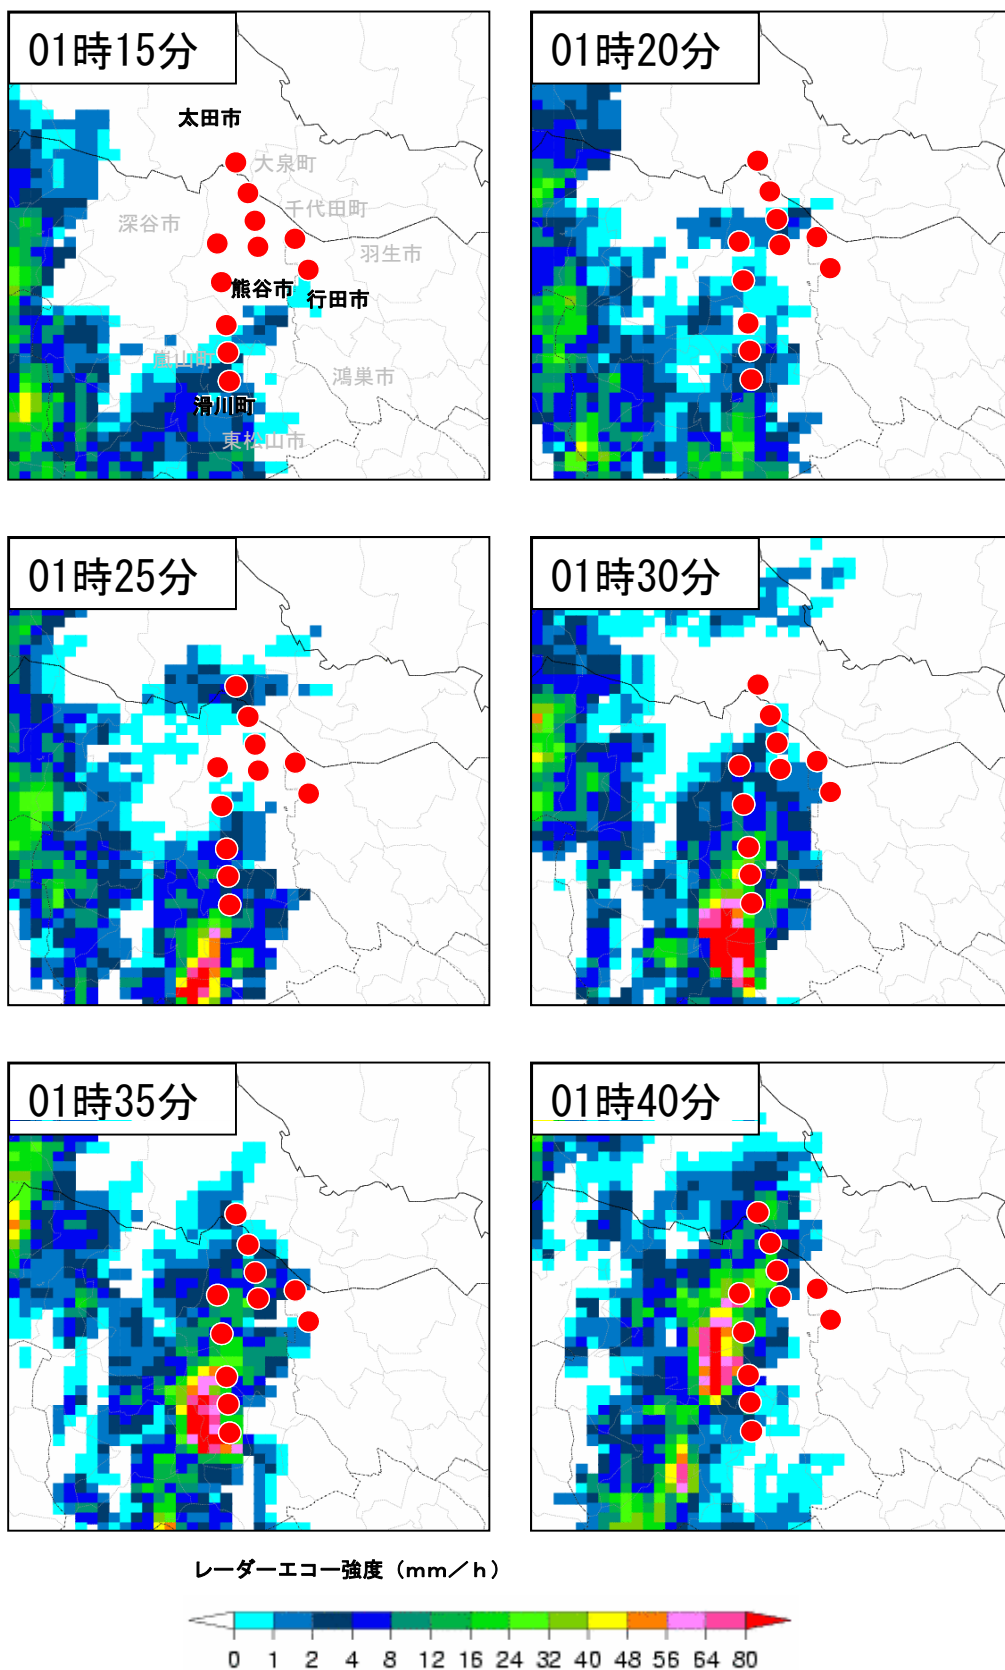 01時15分
01時20分
太田市
大泉町
千代田町
深谷市
羽生市
熊谷市
行田市
嵐山町
鴻巣市
滑川町
東松山市
01時25分
01時30分
01時35分
01時40分
レーダーエコー強度（mm／h）
0 1 2 4 8 12 16 24 32 40 48 56 64 80